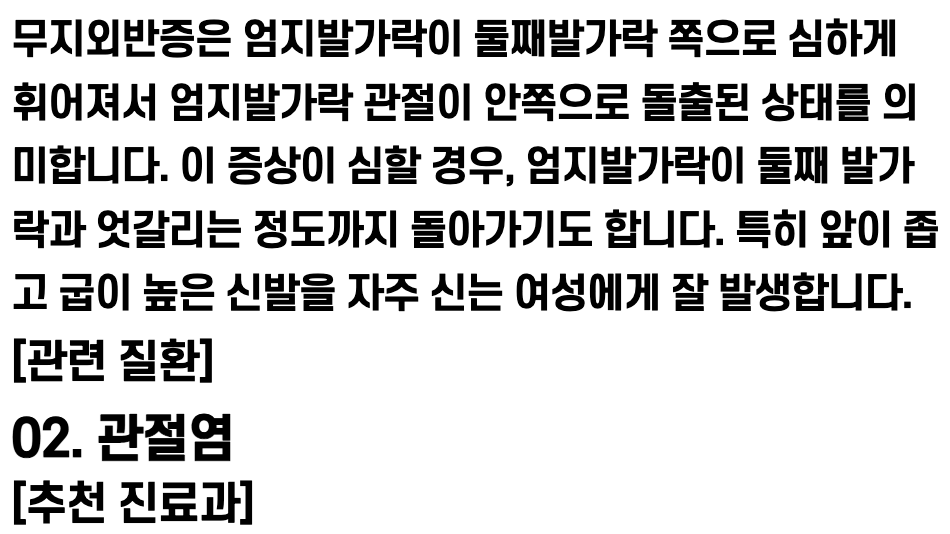 무지외반증은 엄지발가락이 둘째발가락 쪽으로 심하게
휘어져서 엄지발가락 관절이 안쪽으로 돌출된 상태를 의
미합니다. 이 증상이 심할 경우, 엄지발가락이 둘째 발가
락과 엇갈리는 정도까지 돌아가기도 합니다. 특히 앞이 좁
고 굽이 높은 신발을 자주 신는 여성에게 잘 발생합니다.
[관련 질환]
02. 관절염
[추천 진료과]